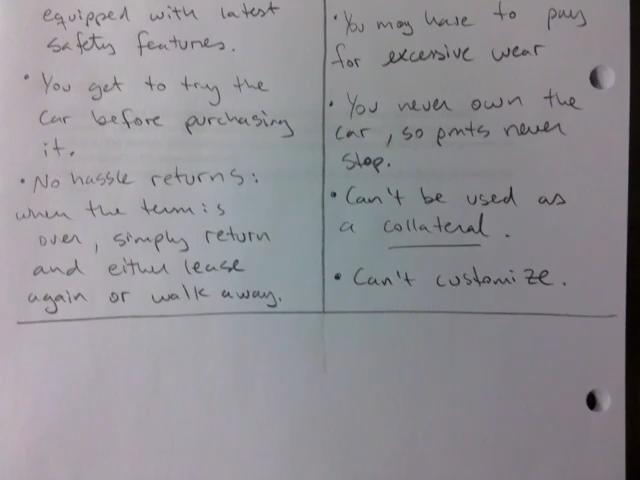 equipped with latest
safety features.
• You get to try the
car before purchasing
it.
• No hassle returns:
when the term is
over, simply return
and either lease
again or walk away.
• You may have to pay
for excessive wear
• You never own the
car, so pmts never
stop.
• Can't be used as
a collateral.
• Can't customize.